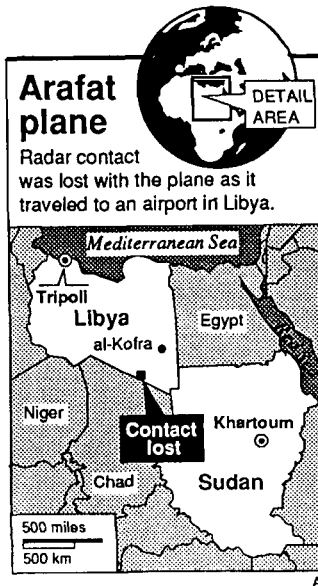 Arafat
plane
DETAIL
AREA
Radar contact
was lost with the plane as it
traveled to an airport in Libya.
Mediterranean Sea
Tripoli
Libya
al-Kofra
Egypt
Niger
Contact
lost
Khartoum
Chad
Sudan
500 miles
500 km